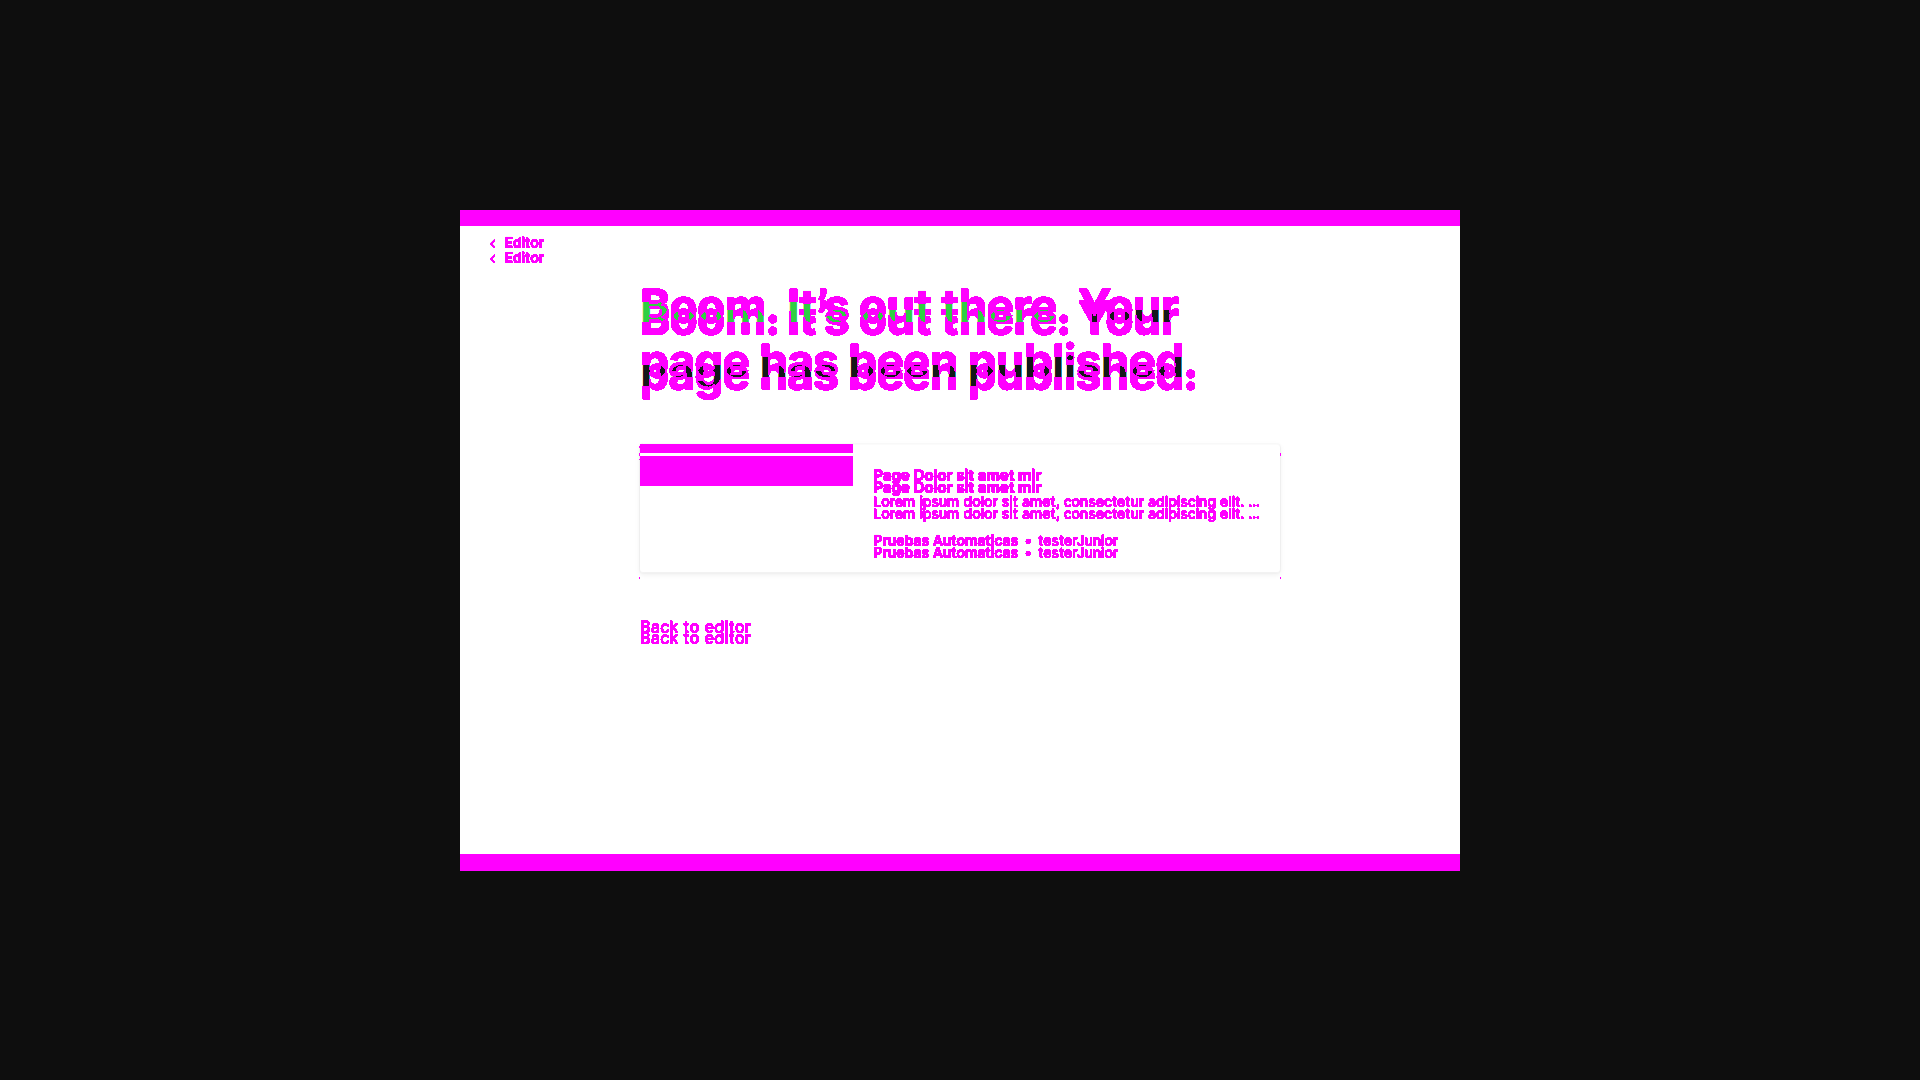 ‹ Editor
‹ Editor
Boom. It's out there. Your
Boom. It's out there. Your
page has been published.
page has been published.
Page Dolor sit amet mir
Page Dolor sit amet mir
Lorem ipsum dolor sit amet, consectetur adipiscing elit. ...
Lorem ipsum dolor sit amet, consectetur adipiscing elit. ...
Pruebas Automaticas • testerJunior
Pruebas Automaticas • testerJunior
Back to editor
Back to editor